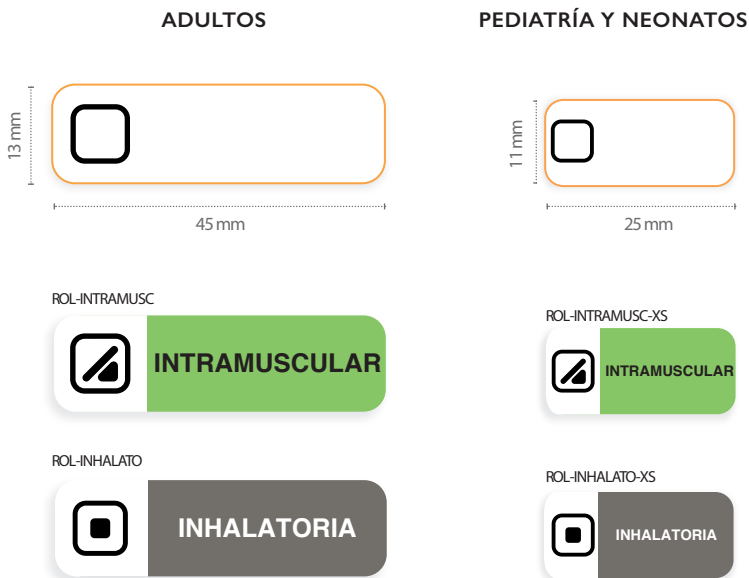 ADULTOS
PEDIATRÍA Y NEONATOS
13 mm
45 mm
11 mm
25 mm
ROL-INTRAMUSC
INTRAMUSCULAR
ROL-INTRAMUSC-XS
INTRAMUSCULAR
ROL-INHALATO
INHALATORIA
ROL-INHALATO-XS
INHALATORIA